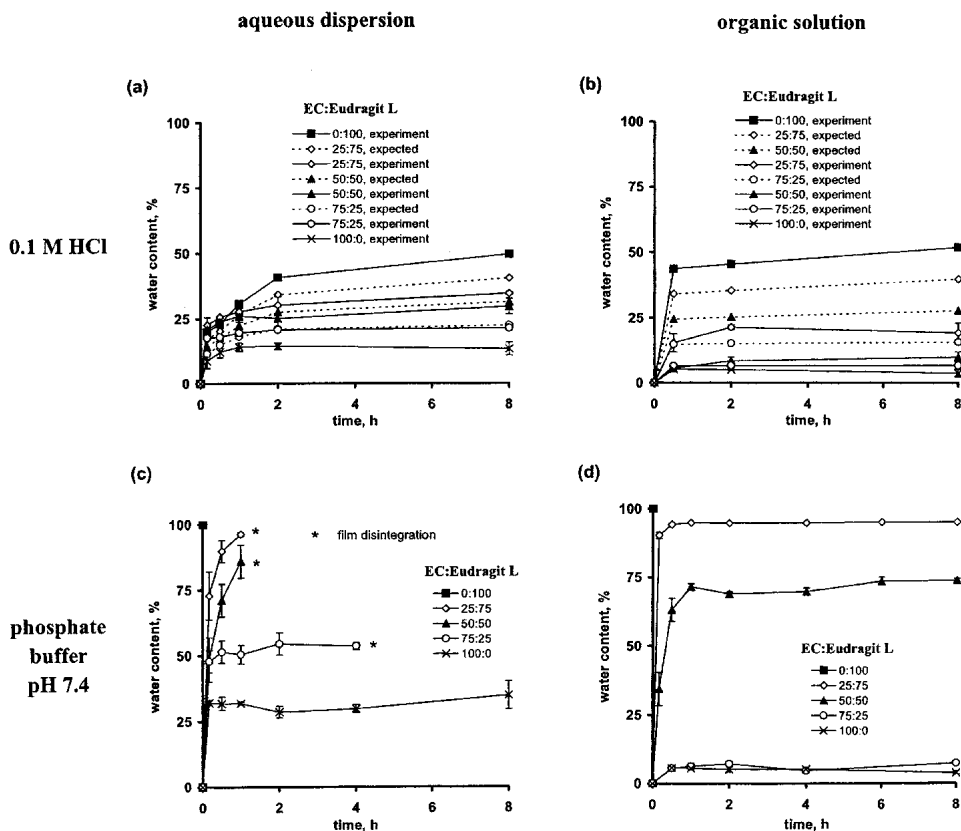 aqueous dispersion
organic solution
0.1 M HCl
(a)
EC:Eudragit L
0:100, experiment
25:75, expected
25:75, experiment
50:50, expected
50:50, experiment
75:25, expected
75:25, experiment
100:0, experiment
water content, %
100
75
50
25
0
0 2 4 6 8
time, h
(b)
EC:Eudragit L
0:100, experiment
25:75, expected
50:50, expected
25:75, experiment
75:25, expected
50:50, experiment
75:25, experiment
100:0, experiment
water content, %
100
75
50
25
0
0 2 4 6 8
time, h
phosphate
buffer
pH 7.4
(c)
* film disintegration
*
*
*
EC:Eudragit L
0:100
25:75
50:50
75:25
100:0
water content, %
100
75
50
25
0
0 2 4 6 8
time, h
(d)
EC:Eudragit L
0:100
25:75
50:50
75:25
100:0
water content, %
100
75
50
25
0
0 2 4 6 8
time, h